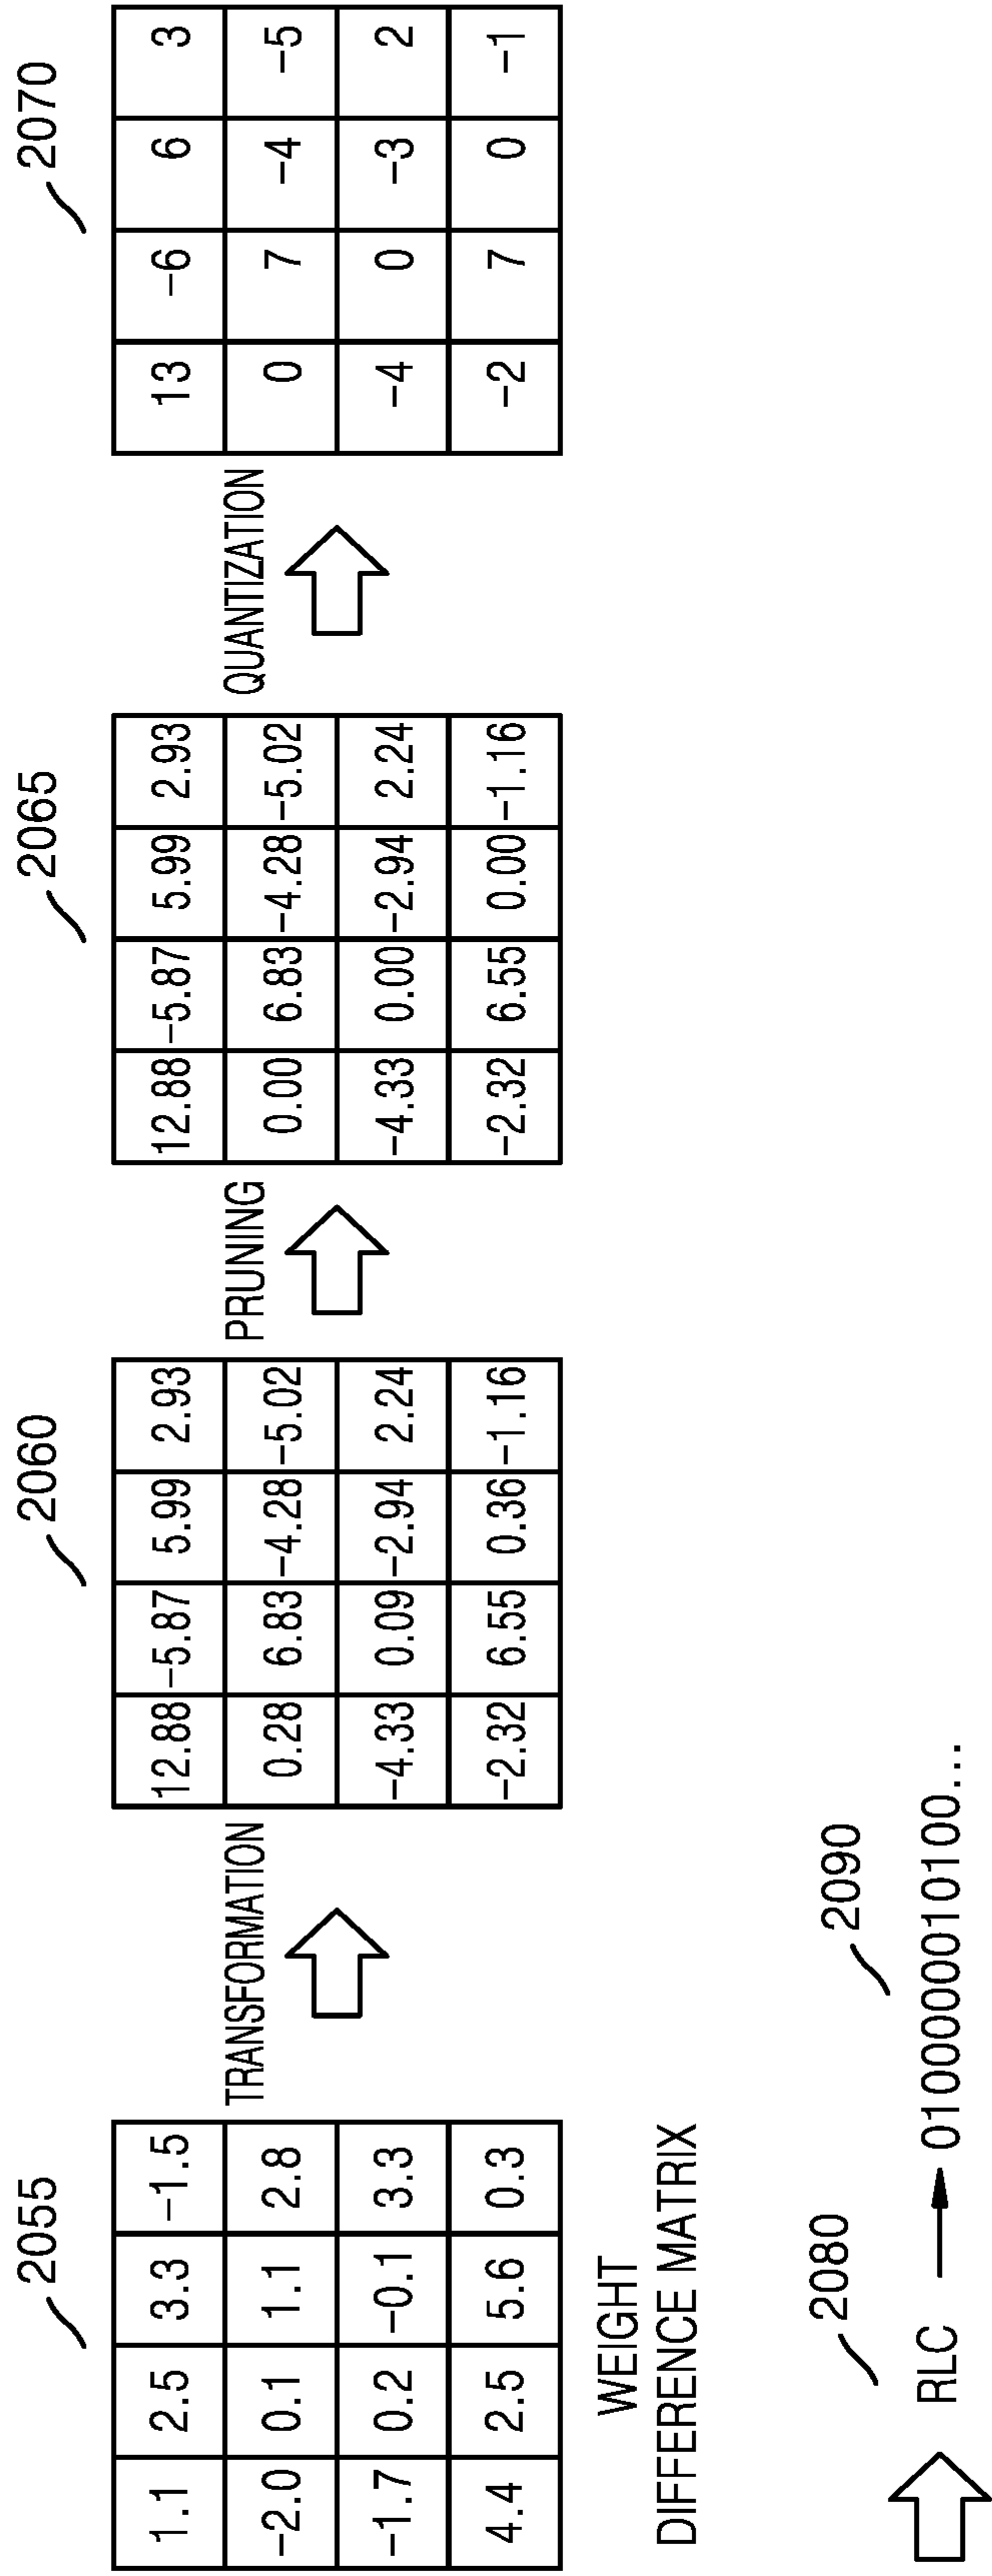 2055
1.1 2.5 3.3 -1.5
-2.0 0.1 1.1 2.8
-1.7 0.2 -0.1 3.3
4.4 2.5 5.6 0.3
WEIGHT
DIFFERENCE MATRIX
TRANSFORMATION
2060
12.88 -5.87 5.99 2.93
0.28 6.83 -4.28 -5.02
-4.33 0.09 -2.94 2.24
-2.32 6.55 0.36 -1.16
PRUNING
2065
12.88 -5.87 5.99 2.93
0.00 6.83 -4.28 -5.02
-4.33 0.00 -2.94 2.24
-2.32 6.55 0.00 -1.16
QUANTIZATION
2070
13 -6 6 3
0 7 -4 -5
-4 0 -3 2
-2 7 0 -1
2080
RLC
2090
0100000010100...